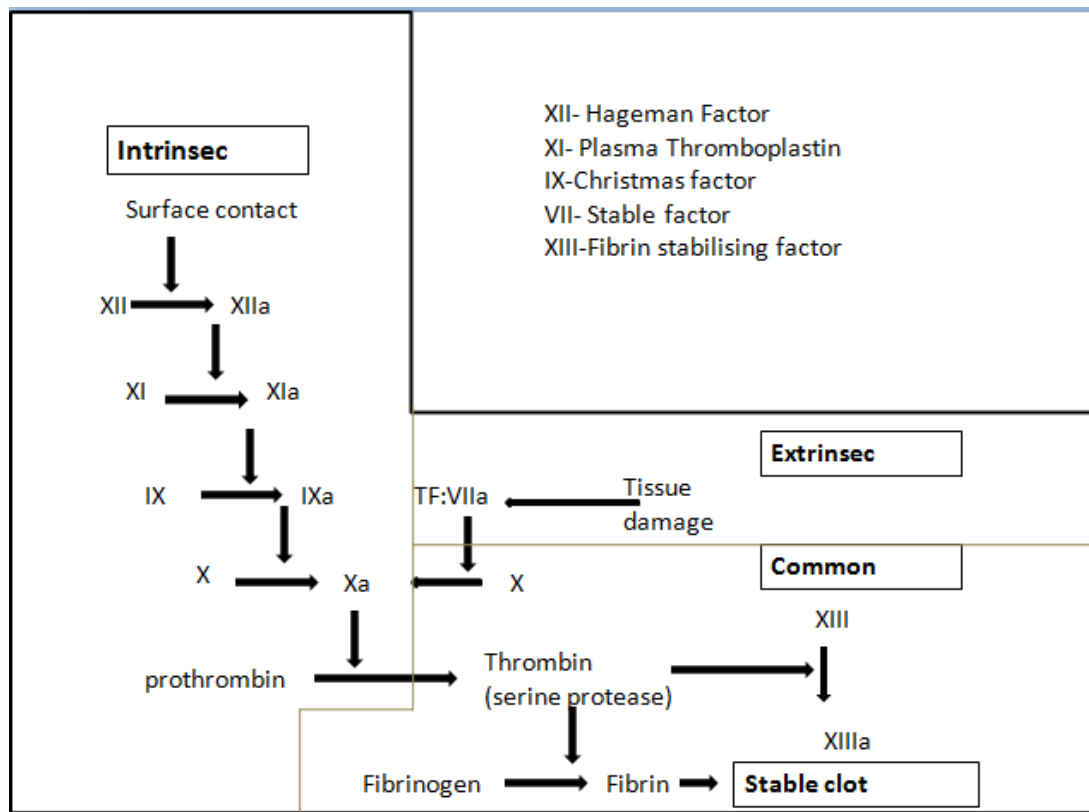 XII- Hageman Factor
XI- Plasma Thromboplastin
IX-Christmas factor
VII- Stable factor
XIII-Fibrin stabilising factor
Intrinsec
Surface contact
XII
XIIa
XI
XIa
Extrinsec
IX
IXa
TF:VIIa
Tissue
damage
Common
X
Xa
X
XIII
prothrombin
Thrombin
(serine protease)
XIIIa
Fibrinogen
Fibrin
Stable clot